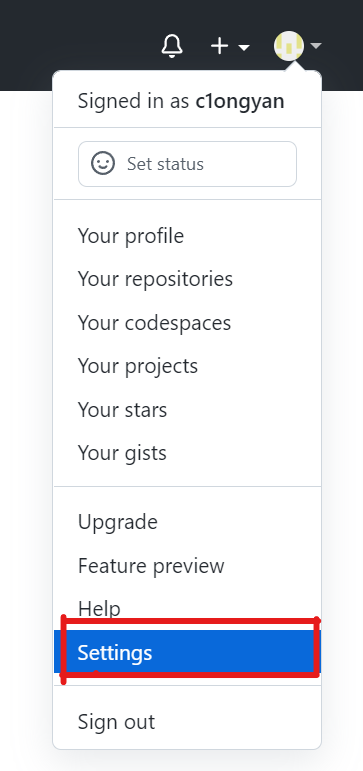 Signed in as c1ongyan
Set status
Your profile
Your repositories
Your codespaces
Your projects
Your stars
Your gists
Upgrade
Feature preview
Help
Settings
Sign out